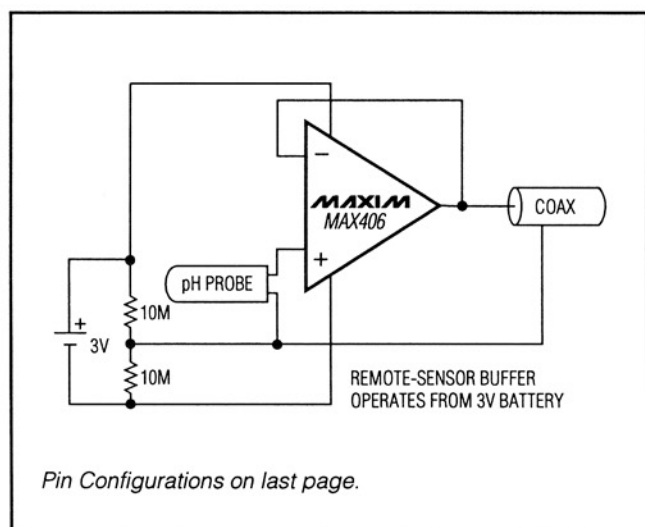 MAXIM
MAX406
−
+
pH PROBE
COAX
10M
10M
+
3V
REMOTE-SENSOR BUFFER
OPERATES FROM 3V BATTERY
Pin Configurations on last page.